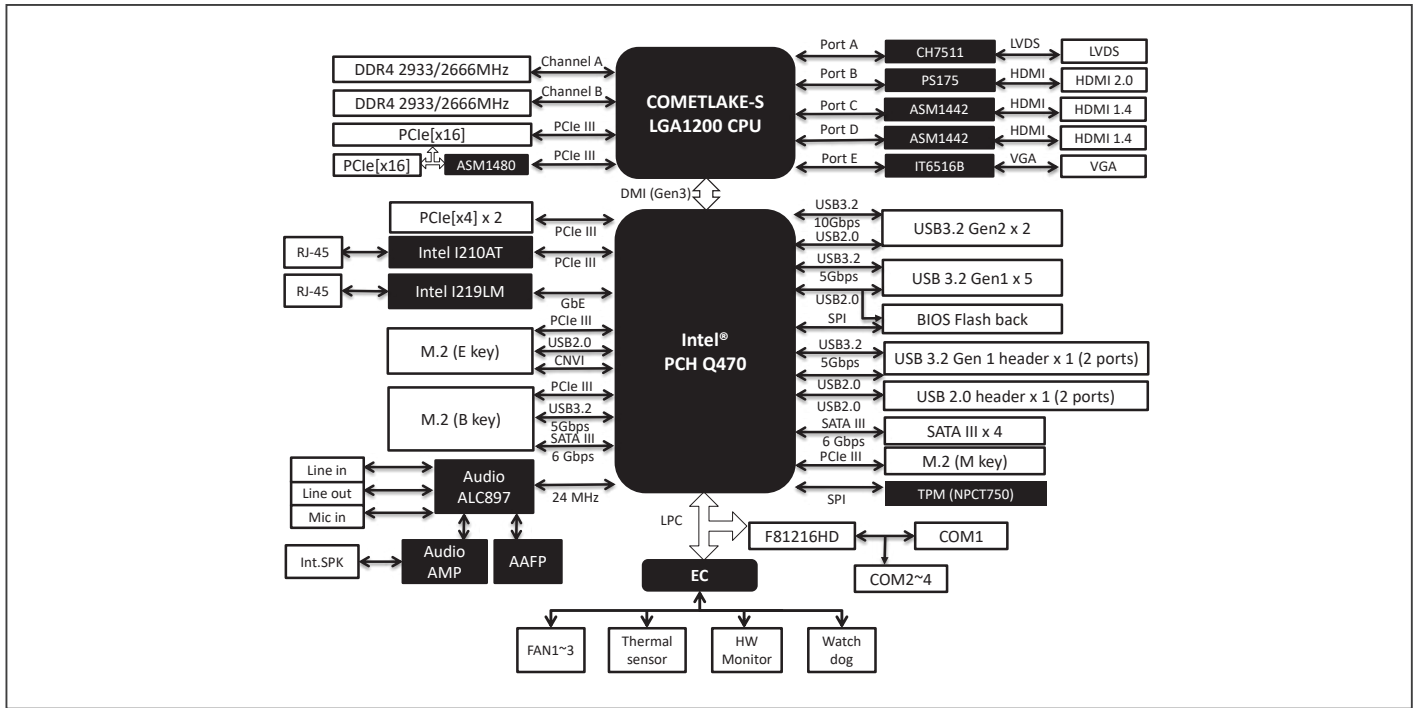 DDR4 2933/2666MHz
Channel A
DDR4 2933/2666MHz
Channel B
PCIe[x16]
PCIe III
PCIe[x16]
ASM1480
PCIe III
COMETLAKE-S
LGA1200 CPU
Port A
CH7511
LVDS
LVDS
Port B
PS175
HDMI
HDMI 2.0
Port C
ASM1442
HDMI
HDMI 1.4
Port D
ASM1442
HDMI
HDMI 1.4
Port E
IT6516B
VGA
VGA
DMI (Gen3)
PCIe[x4] x 2
PCIe III
RJ-45
Intel I210AT
PCIe III
RJ-45
Intel I219LM
GbE
M.2 (E key)
PCIe III
USB2.0
CNVI
M.2 (B key)
PCIe III
USB3.2
5Gbps
SATA III
6 Gbps
Line in
Line out
Mic in
Audio
ALC897
24 MHz
Int.SPK
Audio
AMP
AAFP
Intel®
PCH Q470
USB3.2
10Gbps
USB2.0
USB3.2 Gen2 x 2
USB3.2
5Gbps
USB2.0
USB 3.2 Gen1 x 5
SPI
BIOS Flash back
USB3.2
5Gbps
USB 3.2 Gen 1 header x 1 (2 ports)
USB2.0
USB 2.0 header x 1 (2 ports)
USB2.0
SATA III
6 Gbps
SATA III x 4
PCIe III
M.2 (M key)
SPI
TPM (NPCT750)
LPC
F81216HD
COM1
COM2~4
EC
FAN1~3
Thermal
sensor
HW
Monitor
Watch
dog